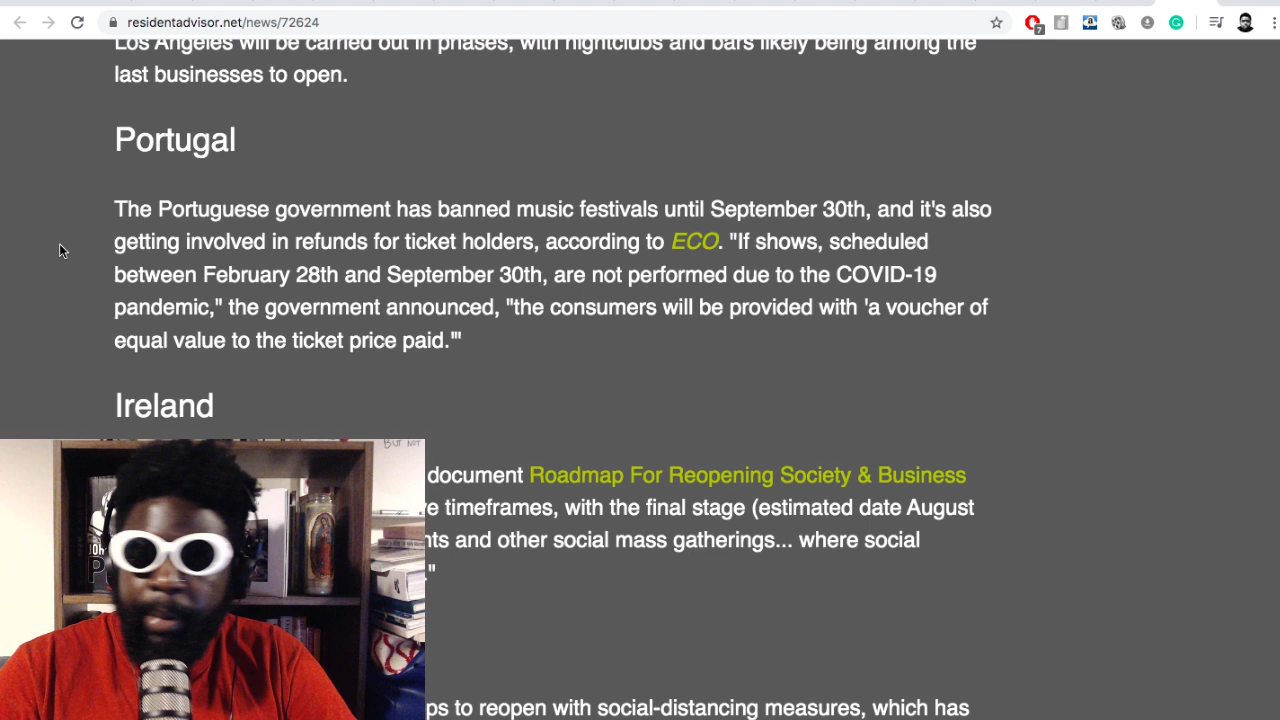 residentadvisor.net/news/72624
7
Los Angeles will be carried out in phases, with nightclubs and bars likely being among the
last businesses to open.
Portugal
The Portuguese government has banned music festivals until September 30th, and it's also
getting involved in refunds for ticket holders, according to ECO. "If shows, scheduled
between February 28th and September 30th, are not performed due to the COVID-19
pandemic," the government announced, "the consumers will be provided with 'a voucher of
equal value to the ticket price paid.'"
Ireland
BUT NOT
document Roadmap For Reopening Society & Business
timeframes, with the final stage (estimated date August
and other social mass gatherings... where social
."
to reopen with social-distancing measures, which has